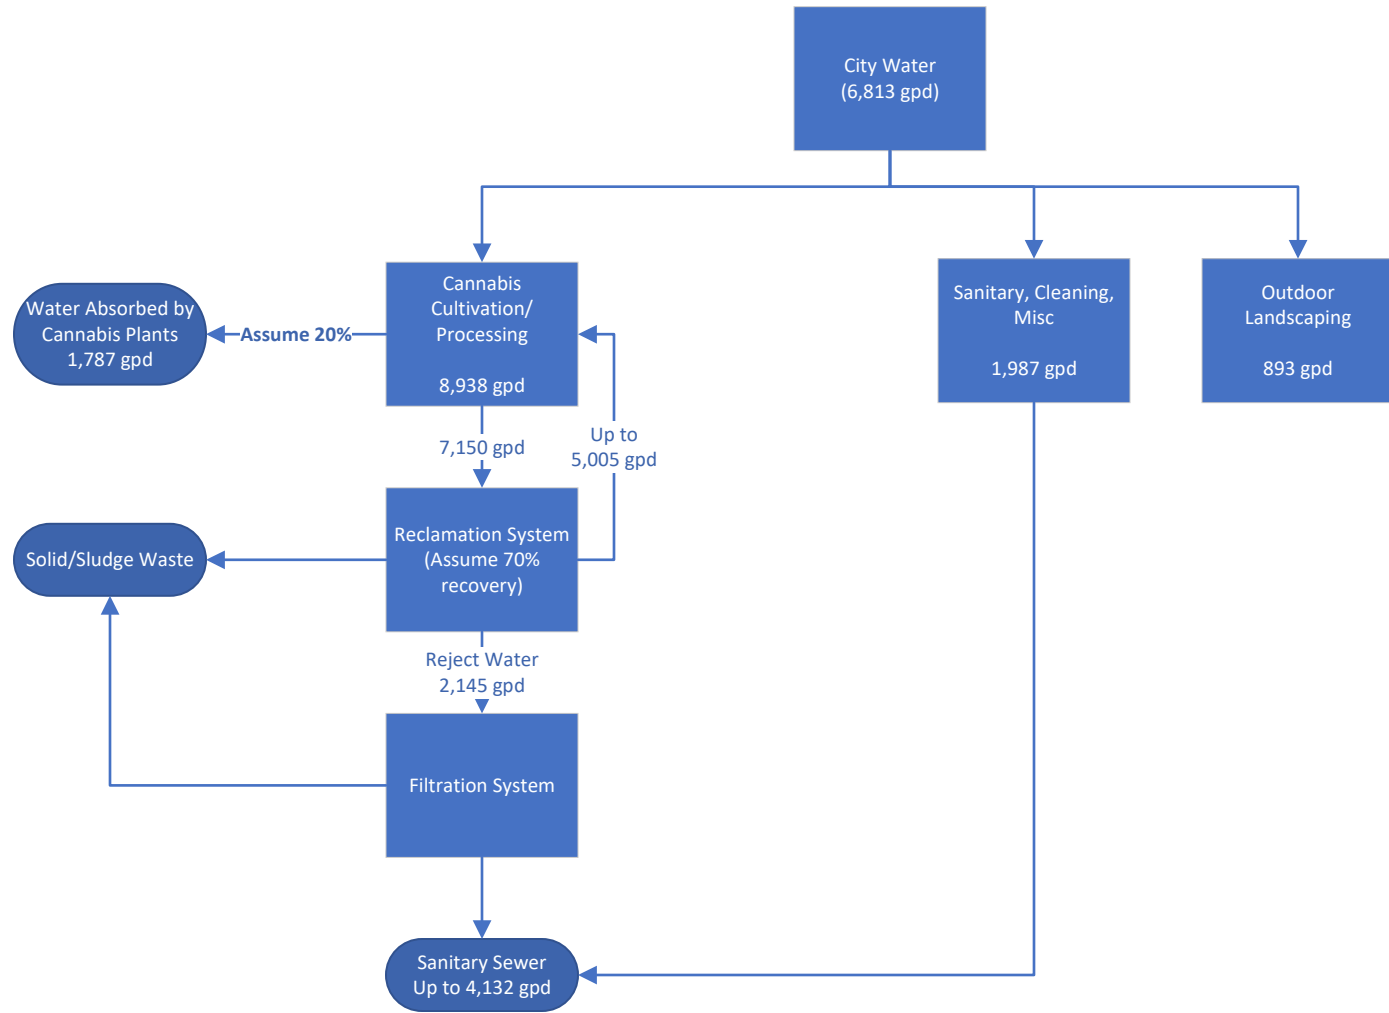 City Water
(6,813 gpd)
Cannabis
Cultivation/
Processing
8,938 gpd
Sanitary, Cleaning,
Misc
1,987 gpd
Outdoor
Landscaping
893 gpd
Water Absorbed by
Cannabis Plants
1,787 gpd
Assume 20%
7,150 gpd
Up to
5,005 gpd
Reclamation System
(Assume 70%
recovery)
Solid/Sludge Waste
Reject Water
2,145 gpd
Filtration System
Sanitary Sewer
Up to 4,132 gpd